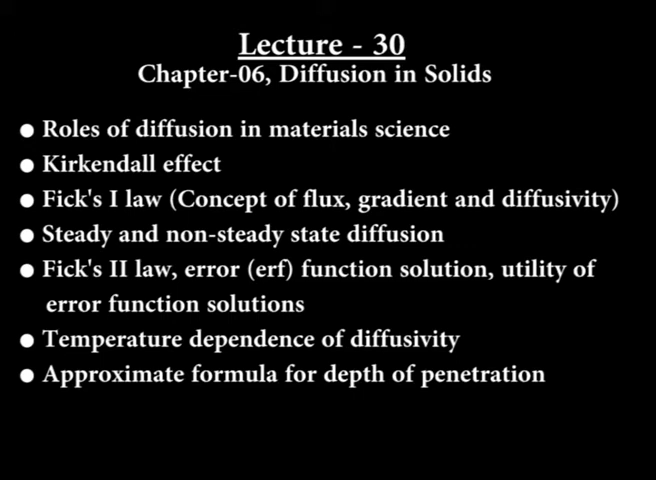 Lecture - 30
Chapter-06, Diffusion in Solids
● Roles of diffusion in materials science
● Kirkendall effect
● Fick's I law (Concept of flux, gradient and diffusivity)
● Steady and non-steady state diffusion
● Fick's II law, error (erf) function solution, utility of
error function solutions
● Temperature dependence of diffusivity
● Approximate formula for depth of penetration